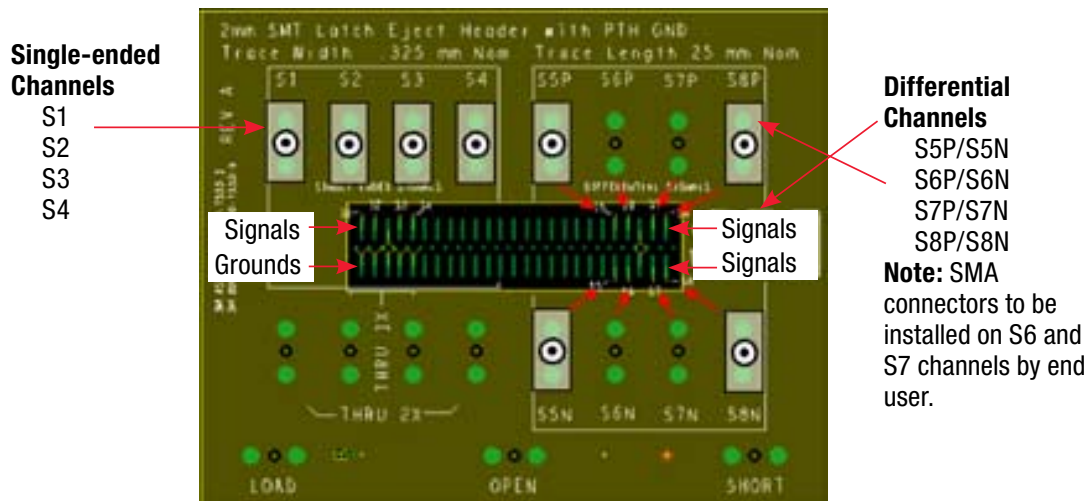 2mm SMT Latch Eject Header with PTH GND
Trace Width .325 mm Nom Trace Length 25 mm Nom
Single-ended
Channels
S1
S2
S3
S4
S1 S2 S3 S4 S5P S6P S7P S8P
REV A
Differential
Channels
S5P/S5N
S6P/S6N
S7P/S7N
S8P/S8N
Note: SMA
connectors to be
installed on S6 and
S7 channels by end
user.
Signals
Grounds
Signals
Signals
THRU 1X
THRU 2X
S5N S6N S7N S8N
LOAD OPEN SHORT